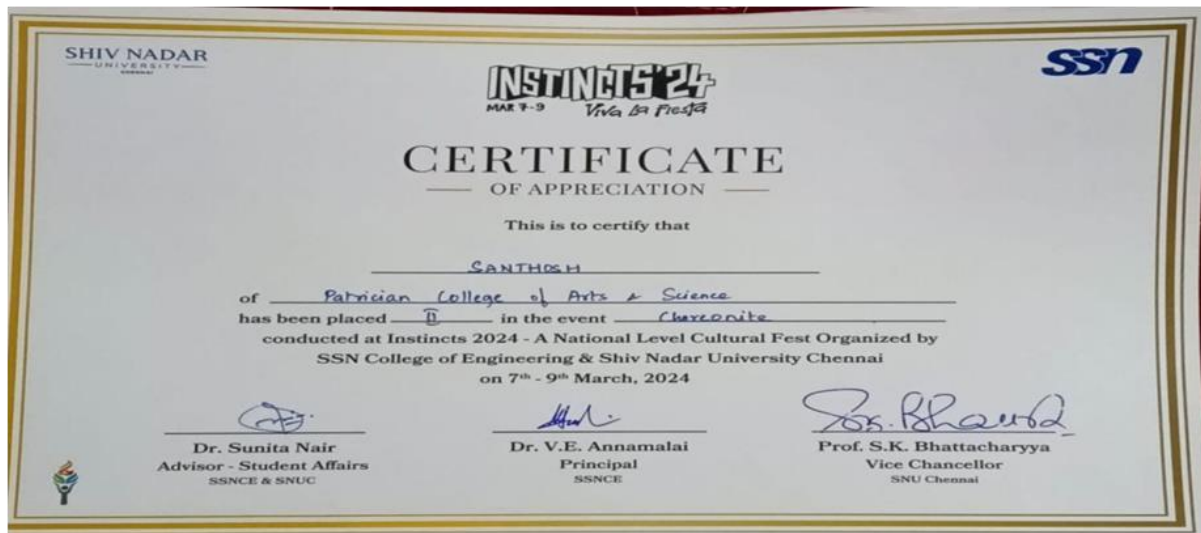 SHIV NADAR
UNIVERSITY
CHENNAI
ssn
INSTINCTS'24
MAR 7-9 Viva La Fiesta
CERTIFICATE
OF APPRECIATION
This is to certify that
SANTHOSH
of Patrician College of Arts & Science
has been placed II in the event Choreonite
conducted at Instincts 2024 - A National Level Cultural Fest Organized by
SSN College of Engineering & Shiv Nadar University Chennai
on 7th - 9th March, 2024
Dr. Sunita Nair
Advisor - Student Affairs
SSNCE & SNUC
Dr. V.E. Annamalai
Principal
SSNCE
Prof. S.K. Bhattacharyya
Vice Chancellor
SNU Chennai